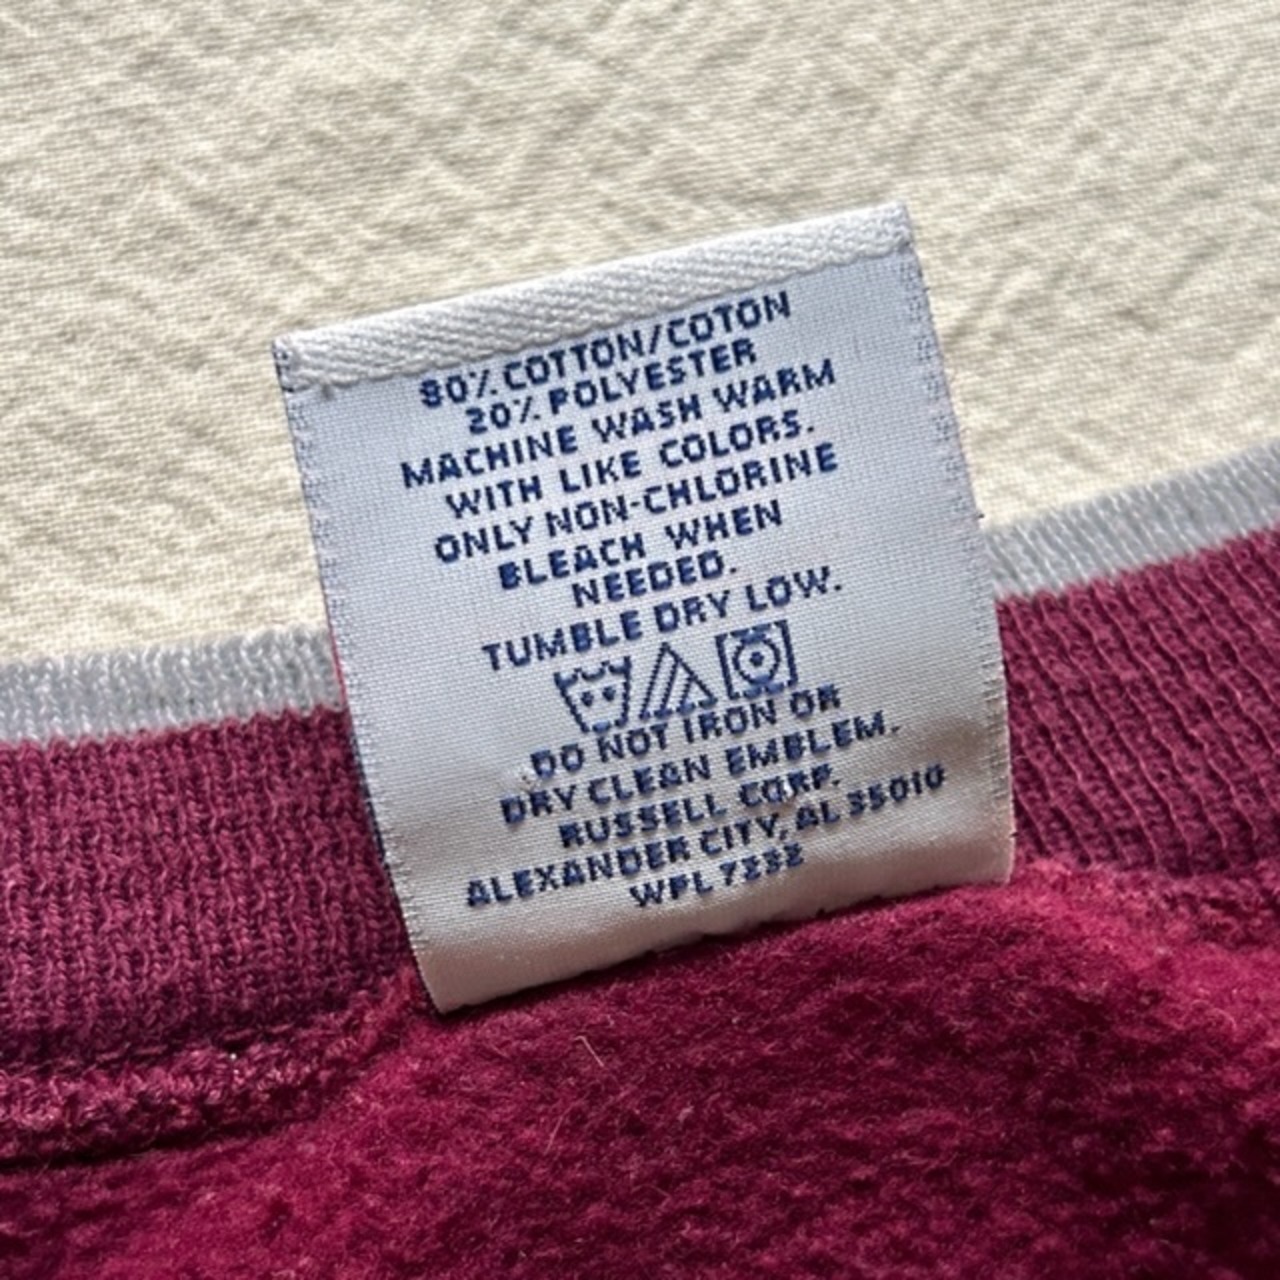 80% COTTON/COTON
20% POLYESTER
MACHINE WASH WARM
WITH LIKE COLORS.
ONLY NON-CHLORINE
BLEACH WHEN
NEEDED.
TUMBLE DRY LOW.
DO NOT IRON OR
DRY CLEAN EMBLEM.
RUSSELL CORP.
ALEXANDER CITY, AL 35010
WPL